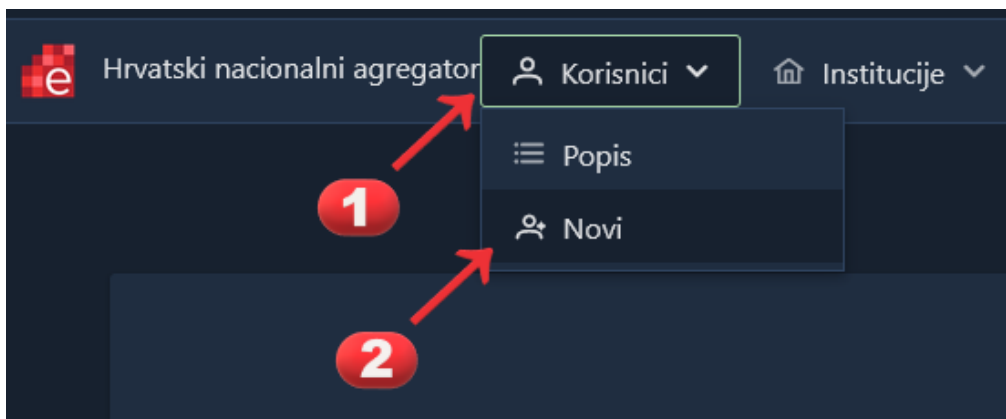 e Hrvatski nacionalni agregator Korisnici Institucije
Popis
1
Novi
2